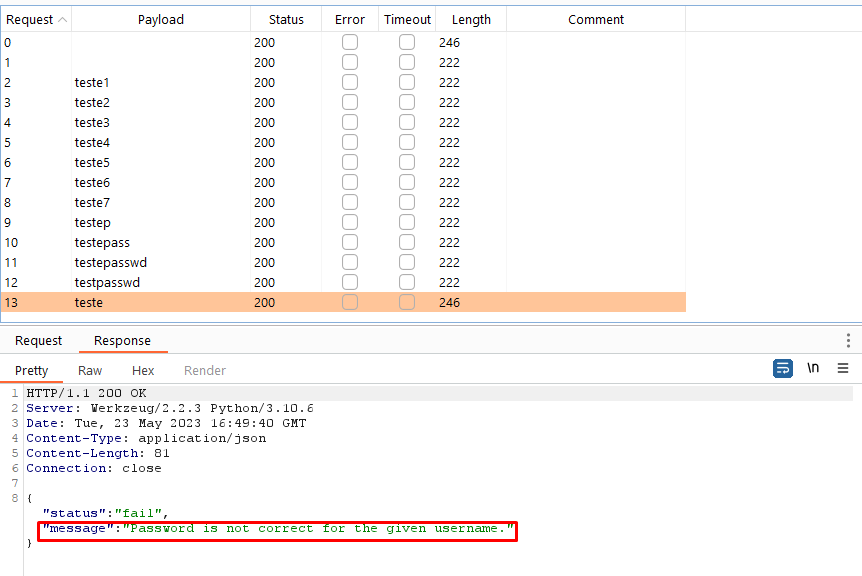 Request Payload Status Error Timeout Length Comment
0 200 246
1 200 222
2 teste1 200 222
3 teste2 200 222
4 teste3 200 222
5 teste4 200 222
6 teste5 200 222
7 teste6 200 222
8 teste7 200 222
9 testep 200 222
10 testepass 200 222
11 testepasswd 200 222
12 testpasswd 200 222
13 teste 200 246
Request Response
Pretty Raw Hex Render \n
1 HTTP/1.1 200 OK
2 Server: Werkzeug/2.2.3 Python/3.10.6
3 Date: Tue, 23 May 2023 16:49:40 GMT
4 Content-Type: application/json
5 Content-Length: 81
6 Connection: close
7
8 {
"status":"fail",
"message":"Password is not correct for the given username."
}